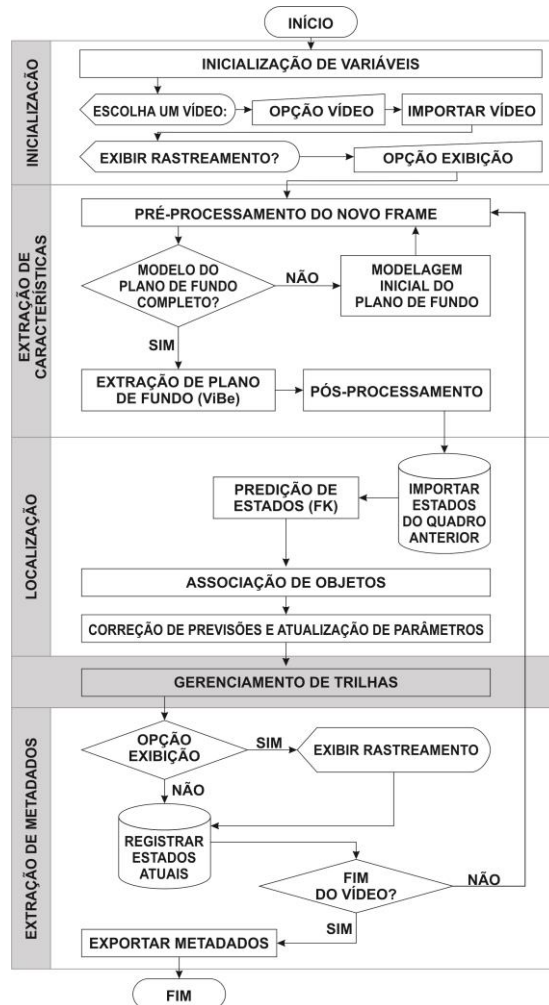 INÍCIO
INICIALIZAÇÃO
INICIALIZAÇÃO DE VARIÁVEIS
ESCOLHA UM VÍDEO:
OPÇÃO VÍDEO
IMPORTAR VÍDEO
EXIBIR RASTREAMENTO?
OPÇÃO EXIBIÇÃO
EXTRAÇÃO DE
CARACTERÍSTICAS
PRÉ-PROCESSAMENTO DO NOVO FRAME
MODELO DO
PLANO DE FUNDO
COMPLETO?
NÃO
MODELAGEM
INICIAL DO
PLANO DE FUNDO
SIM
EXTRAÇÃO DE PLANO
DE FUNDO (ViBe)
PÓS-PROCESSAMENTO
LOCALIZAÇÃO
IMPORTAR
ESTADOS
DO QUADRO
ANTERIOR
PREDIÇÃO DE
ESTADOS (FK)
ASSOCIAÇÃO DE OBJETOS
CORREÇÃO DE PREVISÕES E ATUALIZAÇÃO DE PARÂMETROS
GERENCIAMENTO DE TRILHAS
EXTRAÇÃO DE METADADOS
OPÇÃO
EXIBIÇÃO
SIM
EXIBIR RASTREAMENTO
NÃO
REGISTRAR
ESTADOS
ATUAIS
FIM
DO VÍDEO?
NÃO
SIM
EXPORTAR METADADOS
FIM